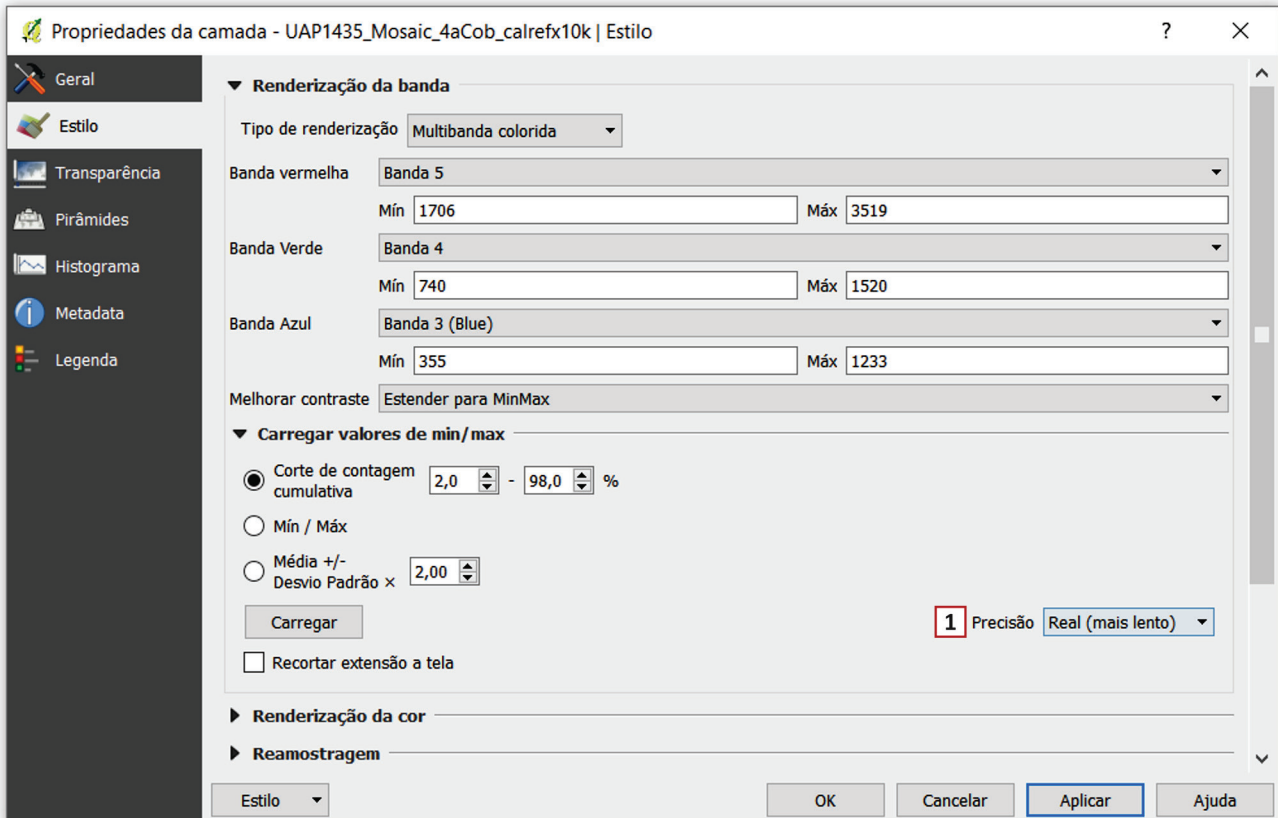 Propriedades da camada - UAP1435_Mosaic_4aCob_calrefx10k | Estilo ?
Geral
Estilo
Transparência
Pirâmides
Histograma
Metadata
Legenda
Renderização da banda
Tipo de renderização Multibanda colorida
Banda vermelha Banda 5
Mín 1706 Máx 3519
Banda Verde Banda 4
Mín 740 Máx 1520
Banda Azul Banda 3 (Blue)
Mín 355 Máx 1233
Melhorar contraste Estender para MinMax
Carregar valores de min/max
Corte de contagem
cumulativa 2,0 - 98,0 %
Mín / Máx
Média +/-
Desvio Padrão × 2,00
Carregar 1 Precisão Real (mais lento)
Recortar extensão a tela
Renderização da cor
Reamostragem
Estilo OK Cancelar Aplicar Ajuda